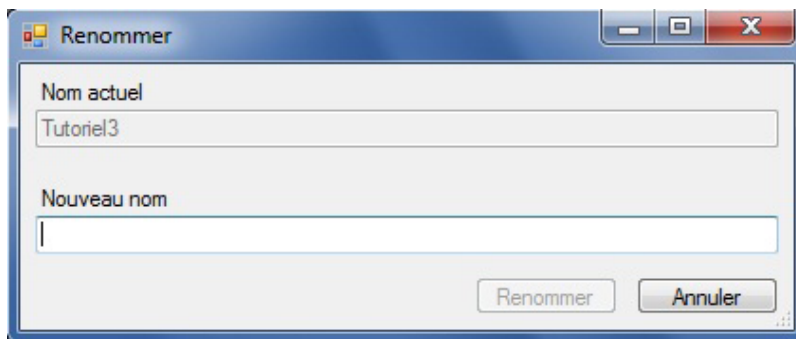 Renommer
Nom actuel
Tutoriel3
Nouveau nom
Renommer Annuler